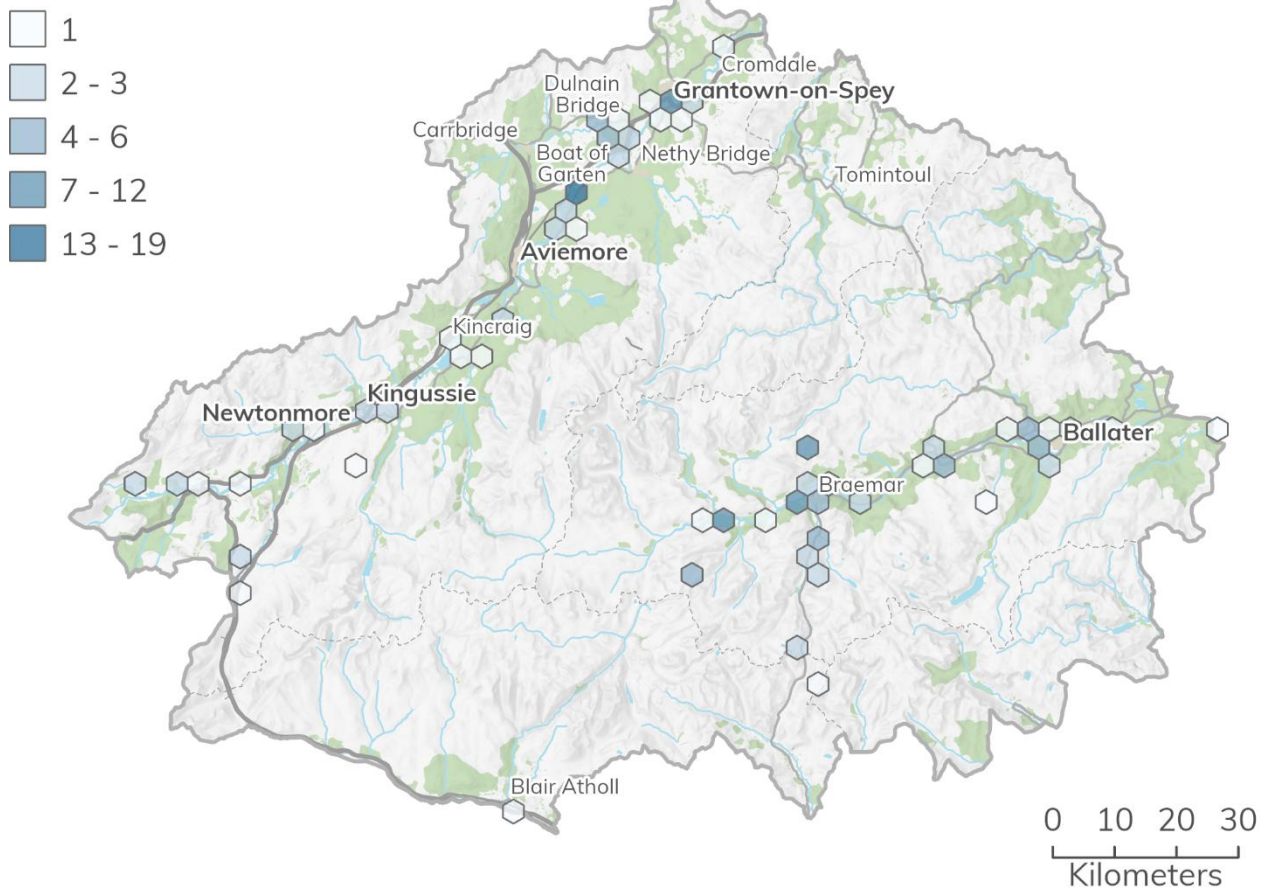 1
2 - 3
4 - 6
7 - 12
13 - 19
Cromdale
Dulnain
Bridge
Grantown-on-Spey
Carrbridge
Boat of
Garten
Nethy Bridge
Tomintoul
Aviemore
Kincraig
Kingussie
Newtonmore
Ballater
Braemar
Blair Atholl
0 10 20 30
Kilometers